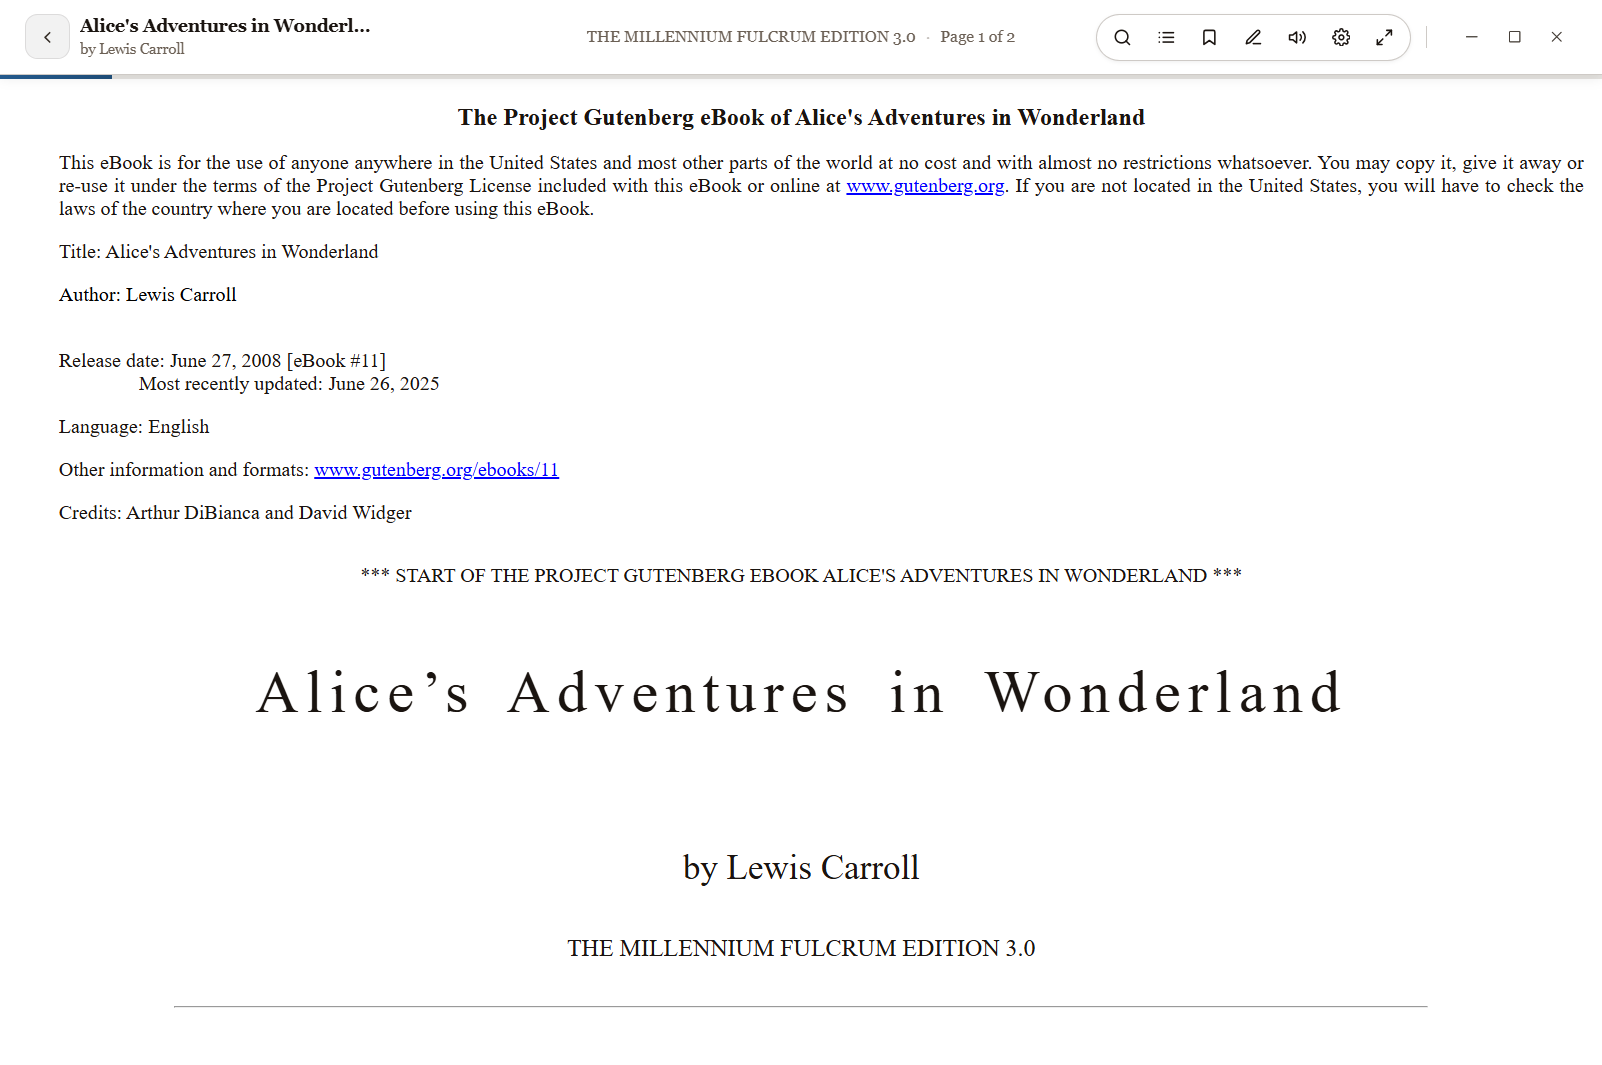 Alice's Adventures in Wonderl...
by Lewis Carroll
THE MILLENNIUM FULCRUM EDITION 3.0 · Page 1 of 2
The Project Gutenberg eBook of Alice's Adventures in Wonderland
This eBook is for the use of anyone anywhere in the United States and most other parts of the world at no cost and with almost no restrictions whatsoever. You may copy it, give it away or
re-use it under the terms of the Project Gutenberg License included with this eBook or online at www.gutenberg.org. If you are not located in the United States, you will have to check the
laws of the country where you are located before using this eBook.
Title: Alice's Adventures in Wonderland
Author: Lewis Carroll
Release date: June 27, 2008 [eBook #11]
Most recently updated: June 26, 2025
Language: English
Other information and formats: www.gutenberg.org/ebooks/11
Credits: Arthur DiBianca and David Widger
*** START OF THE PROJECT GUTENBERG EBOOK ALICE'S ADVENTURES IN WONDERLAND ***
Alice’s Adventures in Wonderland
by Lewis Carroll
THE MILLENNIUM FULCRUM EDITION 3.0